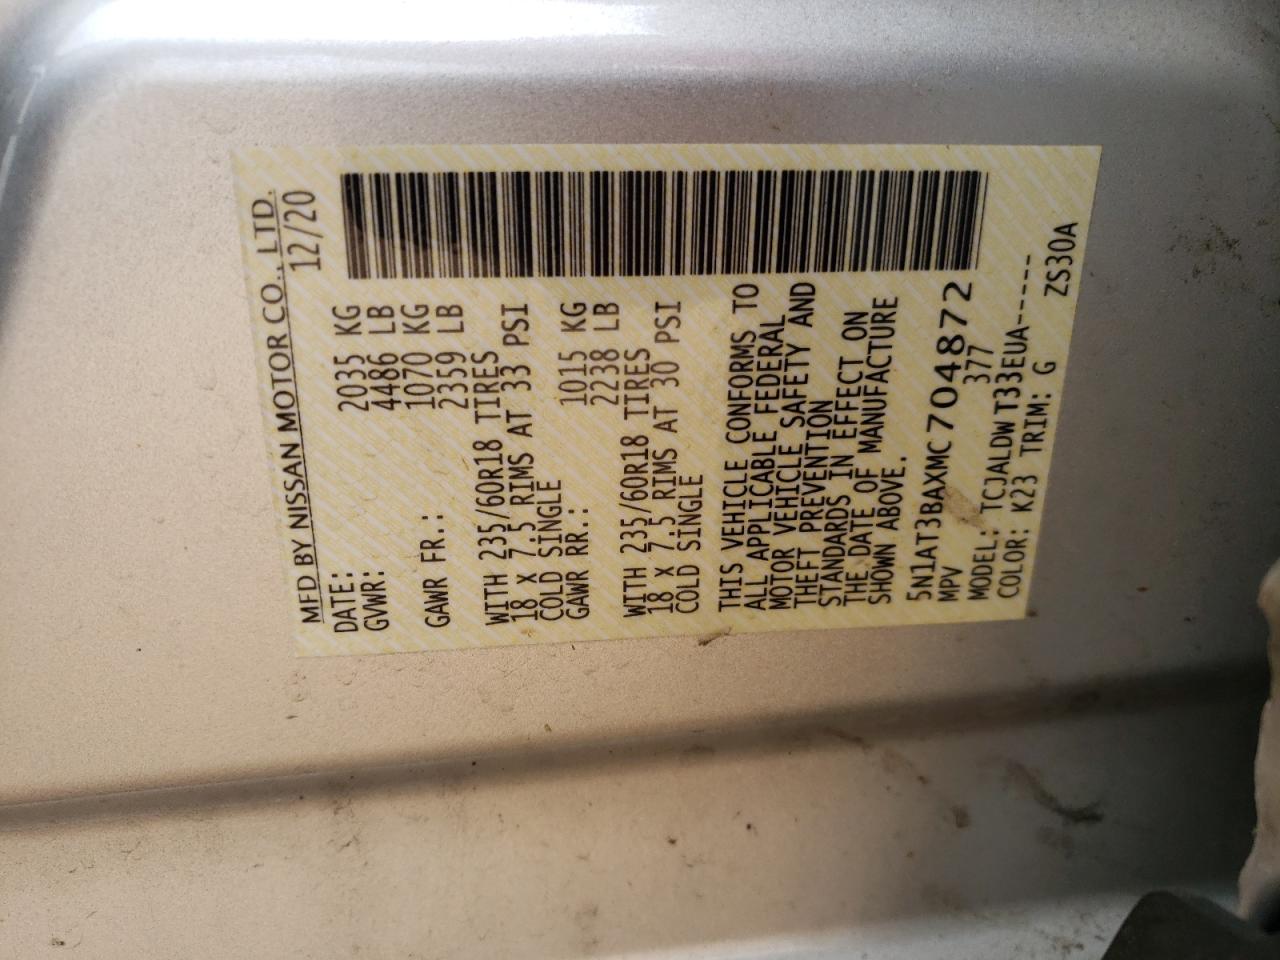 MFD BY NISSAN MOTOR CO., LTD.
DATE: 12/20
GVWR: 2035 KG
4486 LB
GAWR FR.: 1070 KG
2359 LB
WITH 235/60R18 TIRES
18 X 7.5 RIMS AT 33 PSI
COLD SINGLE
GAWR RR.: 1015 KG
2238 LB
WITH 235/60R18 TIRES
18 X 7.5 RIMS AT 30 PSI
COLD SINGLE
THIS VEHICLE CONFORMS TO
ALL APPLICABLE FEDERAL
MOTOR VEHICLE SAFETY AND
THEFT PREVENTION
STANDARDS IN EFFECT ON
THE DATE OF MANUFACTURE
SHOWN ABOVE.
5N1AT3BAXMC704872
MPV 377
MODEL: TCJALDWT33EUA-----
COLOR: K23 TRIM: G ZS30A